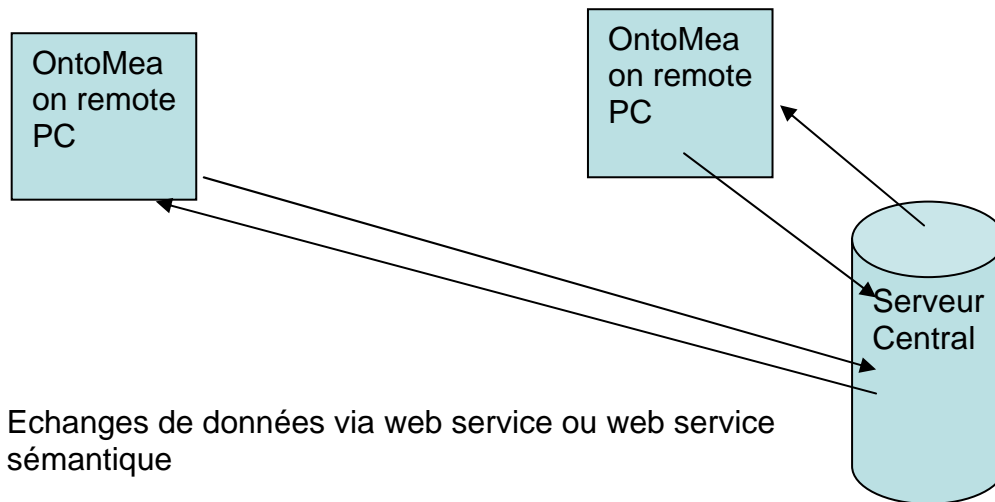 OntoMea
on remote
PC
OntoMea
on remote
PC
Serveur
Central
Echanges de données via web service ou web service
sémantique